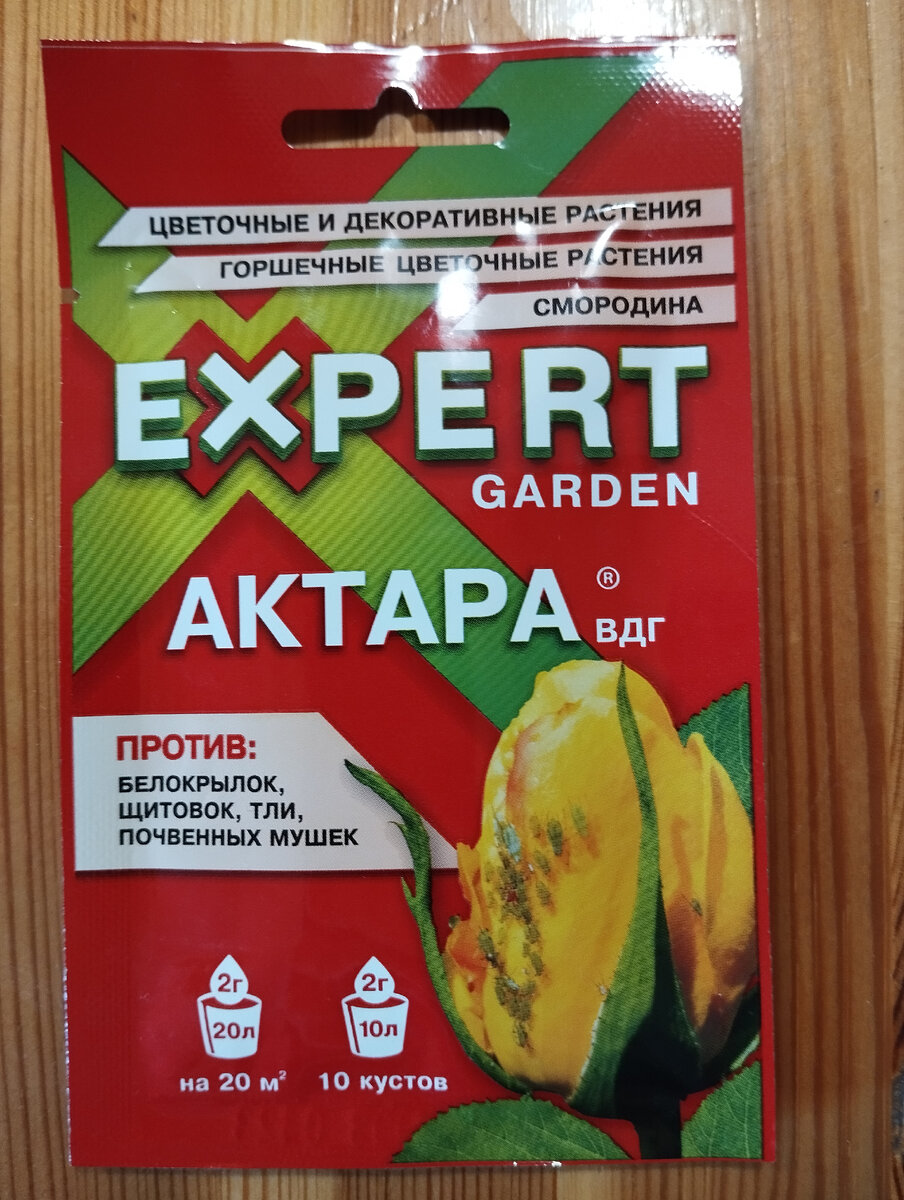 ЦВЕТОЧНЫЕ И ДЕКОРАТИВНЫЕ РАСТЕНИЯ
ГОРШЕЧНЫЕ ЦВЕТОЧНЫЕ РАСТЕНИЯ
СМОРОДИНА
EXPERT
GARDEN
АКТАРА ® ВДГ
ПРОТИВ:
БЕЛОКРЫЛОК,
ЩИТОВОК, ТЛИ,
ПОЧВЕННЫХ МУШЕК
2г 2г
20л 10л
на 20 м² 10 кустов